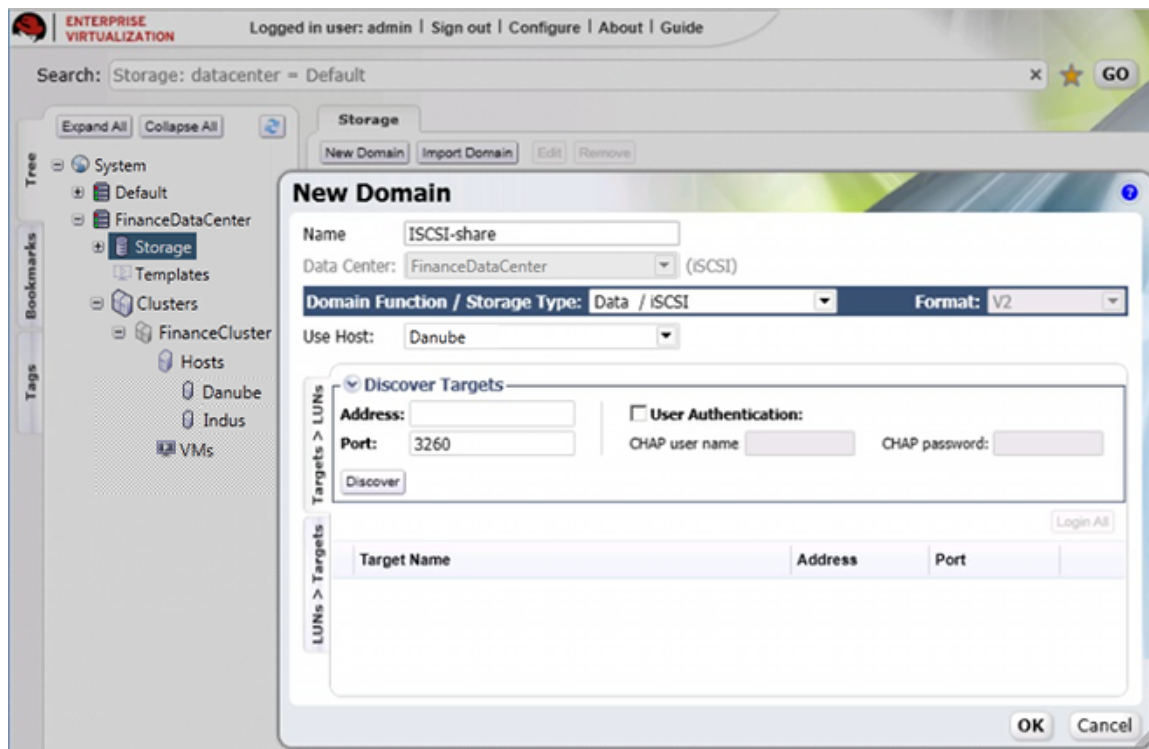 ENTERPRISE
VIRTUALIZATION
Logged in user: admin | Sign out | Configure | About | Guide
Search: Storage: datacenter = Default
GO
Expand All Collapse All
Tree
Bookmarks
Tags
System
Default
FinanceDataCenter
Storage
Templates
Clusters
FinanceCluster
Hosts
Danube
Indus
VMs
Storage
New Domain Import Domain Edit Remove
New Domain
Name ISCSI-share
Data Center: FinanceDataCenter (iSCSI)
Domain Function / Storage Type: Data / iSCSI Format: V2
Use Host: Danube
Targets > LUNs
LUNs > Targets
Discover Targets
Address: User Authentication:
Port: 3260 CHAP user name CHAP password:
Discover
Login All
Target Name Address Port
OK Cancel